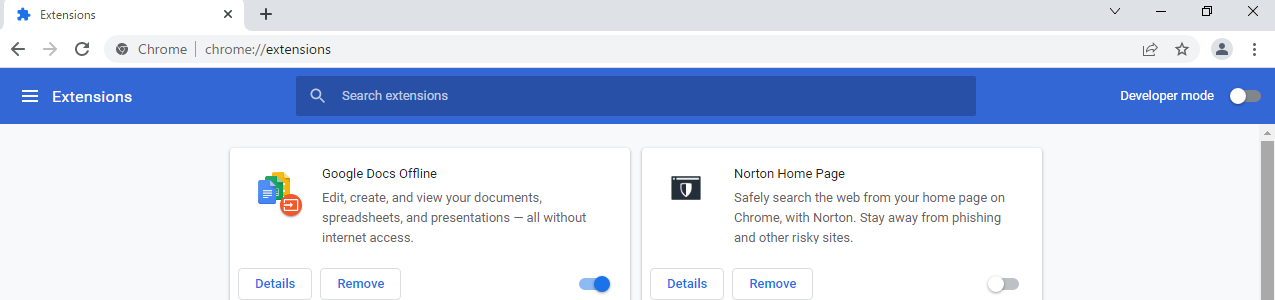 Extensions
Chrome | chrome://extensions
Extensions
Search extensions
Developer mode
Google Docs Offline
Edit, create, and view your documents,
spreadsheets, and presentations — all without
internet access.
Details
Remove
Norton Home Page
Safely search the web from your home page on
Chrome, with Norton. Stay away from phishing
and other risky sites.
Details
Remove